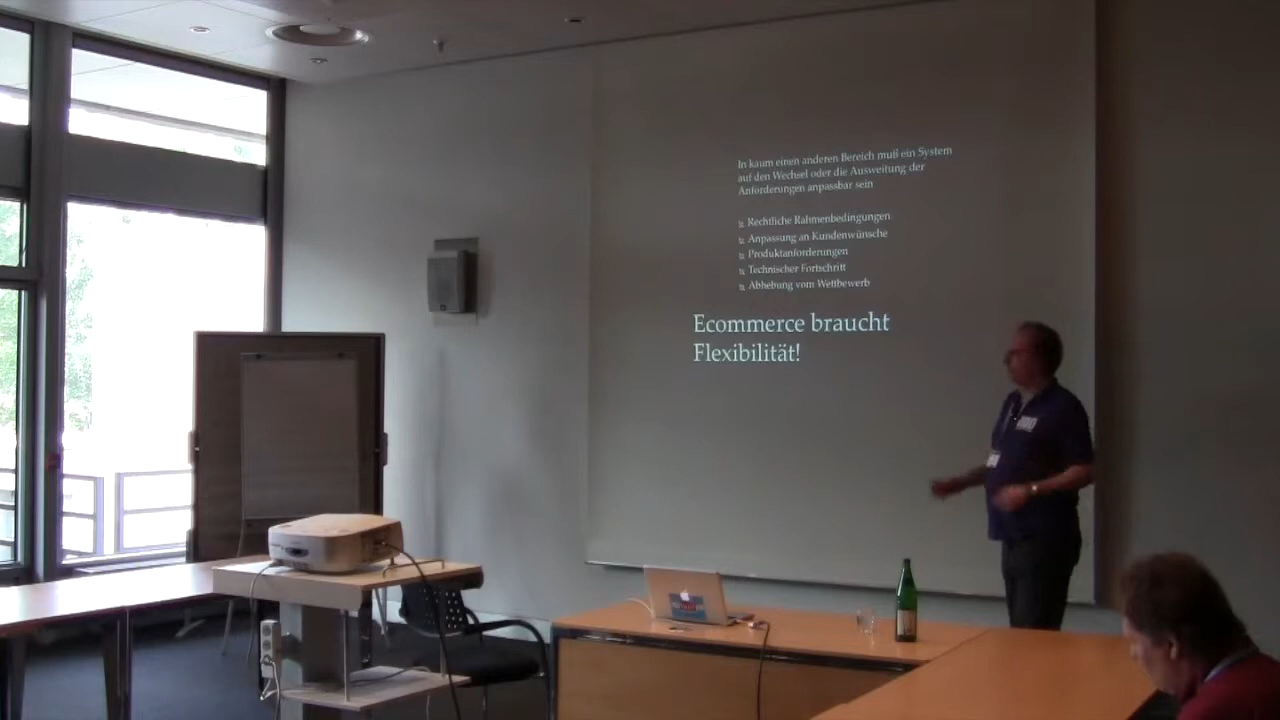 In kaum einen anderen Bereich muß ein System
auf den Wechsel oder die Ausweitung der
Anforderungen anpassbar sein
Rechtliche Rahmenbedingungen
Anpassung an Kundenwünsche
Produktanforderungen
Technischer Fortschritt
Abhebung vom Wettbewerb
Ecommerce braucht
Flexibilität!